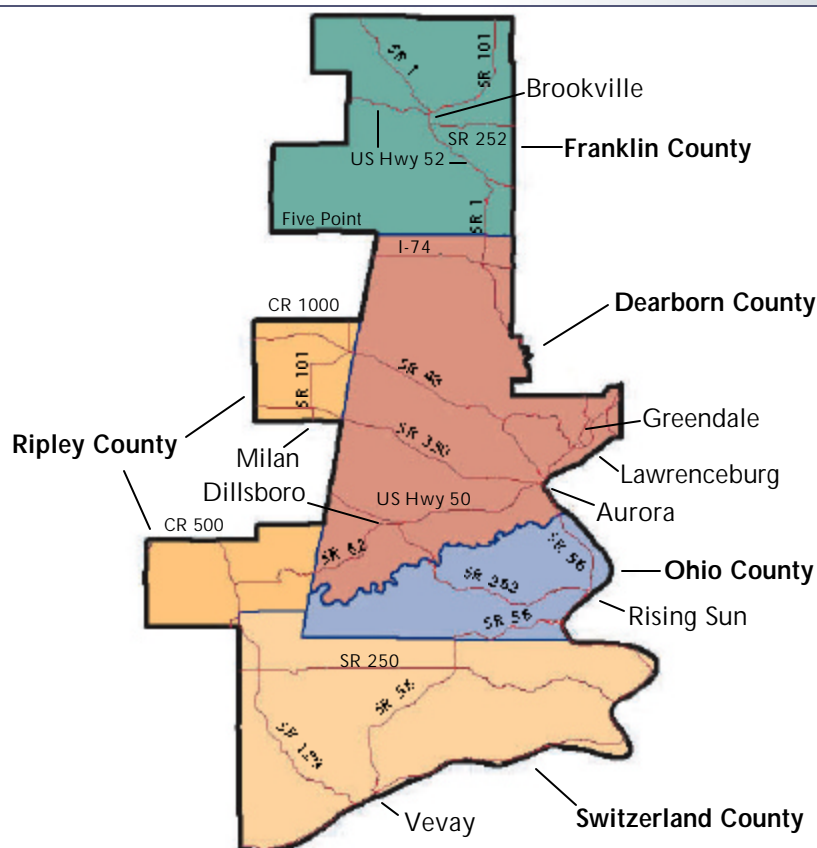 SR 1
SR 101
Brookville
SR 252
US Hwy 52
Franklin County
SR 1
Five Point
I-74
Dearborn County
CR 1000
SR 101
SR 48
Greendale
Ripley County
Milan
SR 350
Lawrenceburg
Dillsboro
US Hwy 50
Aurora
CR 500
SR 62
SR 56
Ohio County
SR 262
Rising Sun
SR 56
SR 250
SR 56
SR 129
Vevay
Switzerland County